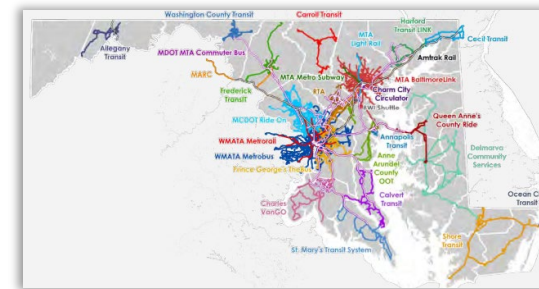 Washington County Transit
Carroll Transit
Harford
Transit LINK
Cecil Transit
MTA
Light Rail
Allegany
Transit
MDOT MTA Commuter Bus
Amtrak Rail
MARC
MTA Metro Subway
MTA BaltimoreLink
Frederick
Transit
RTA
Charm City
Circulator
BWI Shuttle
MCDOT Ride On
Queen Anne's
County Ride
Annapolis
Transit
WMATA Metrorail
WMATA Metrobus
Prince George's TheBus
Anne
Arundel
County
OOT
Delmarva
Community
Services
Calvert
Transit
Charles
VanGO
Ocean C
Transit
Shore
Transit
St. Mary's Transit System